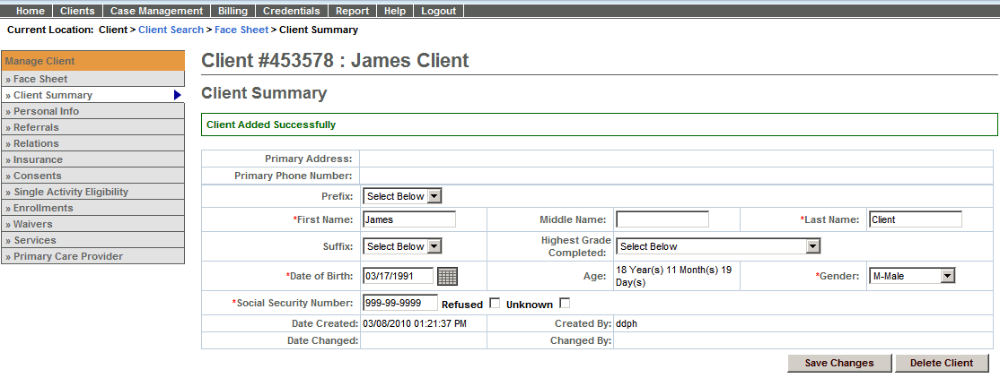 Home | Clients | Case Management | Billing | Credentials | Report | Help | Logout |
Current Location: Client > Client Search > Face Sheet > Client Summary
Manage Client
» Face Sheet
» Client Summary
» Personal Info
» Referrals
» Relations
» Insurance
» Consents
» Single Activity Eligibility
» Enrollments
» Waivers
» Services
» Primary Care Provider
Client #453578 : James Client
Client Summary
Client Added Successfully
Primary Address:
Primary Phone Number:
Prefix: Select Below
*First Name: James Middle Name: *Last Name: Client
Suffix: Select Below Highest Grade Completed: Select Below
*Date of Birth: 03/17/1991 Age: 18 Year(s) 11 Month(s) 19 Day(s) *Gender: M-Male
*Social Security Number: 999-99-9999 Refused Unknown
Date Created: 03/08/2010 01:21:37 PM Created By: ddph
Date Changed: Changed By:
Save Changes Delete Client